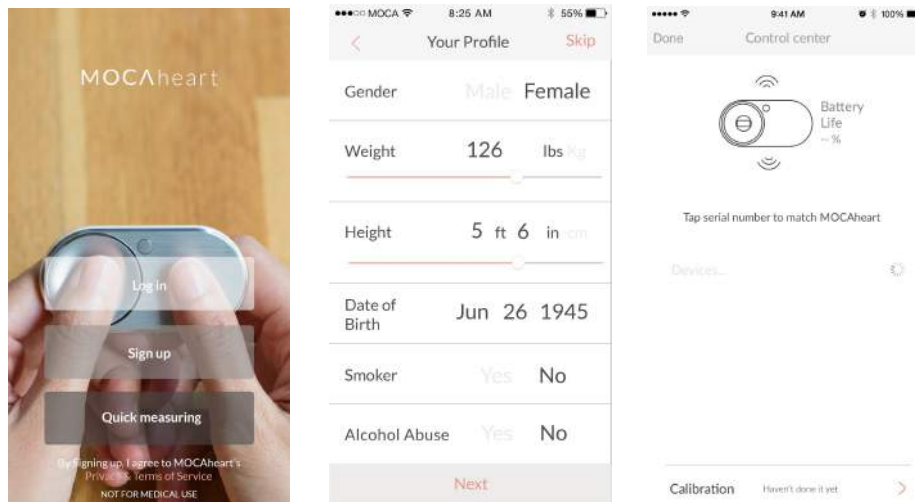 MOCΛheart
Log in
Sign up
Quick measuring
By Signing up, I agree to MOCAheart's
Privacy & Terms of Service
NOT FOR MEDICAL USE
MOCA 8:25 AM 55%
Your Profile Skip
Gender Male Female
Weight 126 lbs Kg
Height 5 ft 6 in cm
Date of
Birth Jun 26 1945
Smoker Yes No
Alcohol Abuse Yes No
Next
9:41 AM 100%
Done Control center
Battery
Life
-- %
Tap serial number to match MOCAheart
Devices...
Calibration Haven't done it yet